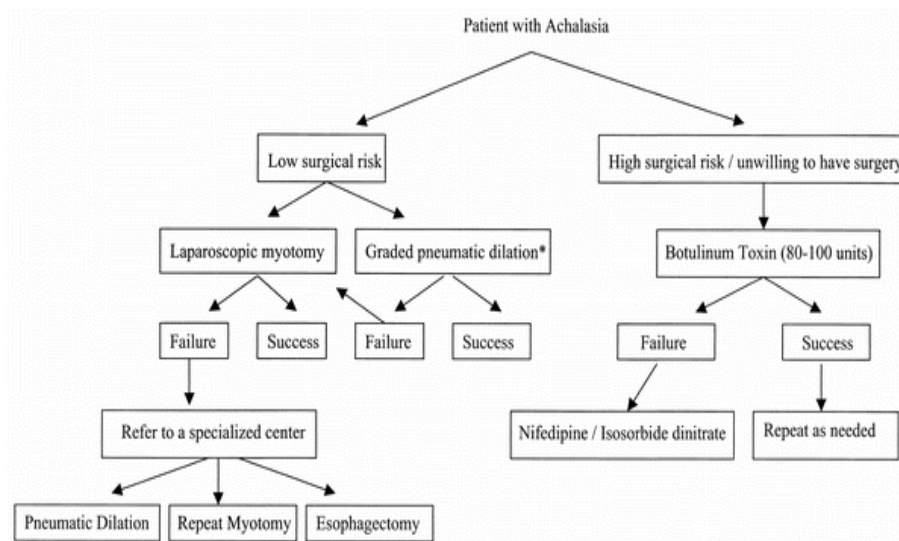 Patient with Achalasia
Low surgical risk
High surgical risk / unwilling to have surgery
Laparoscopic myotomy
Graded pneumatic dilation*
Botulinum Toxin (80-100 units)
Failure
Success
Failure
Success
Failure
Success
Refer to a specialized center
Nifedipine / Isosorbide dinitrate
Repeat as needed
Pneumatic Dilation
Repeat Myotomy
Esophagectomy